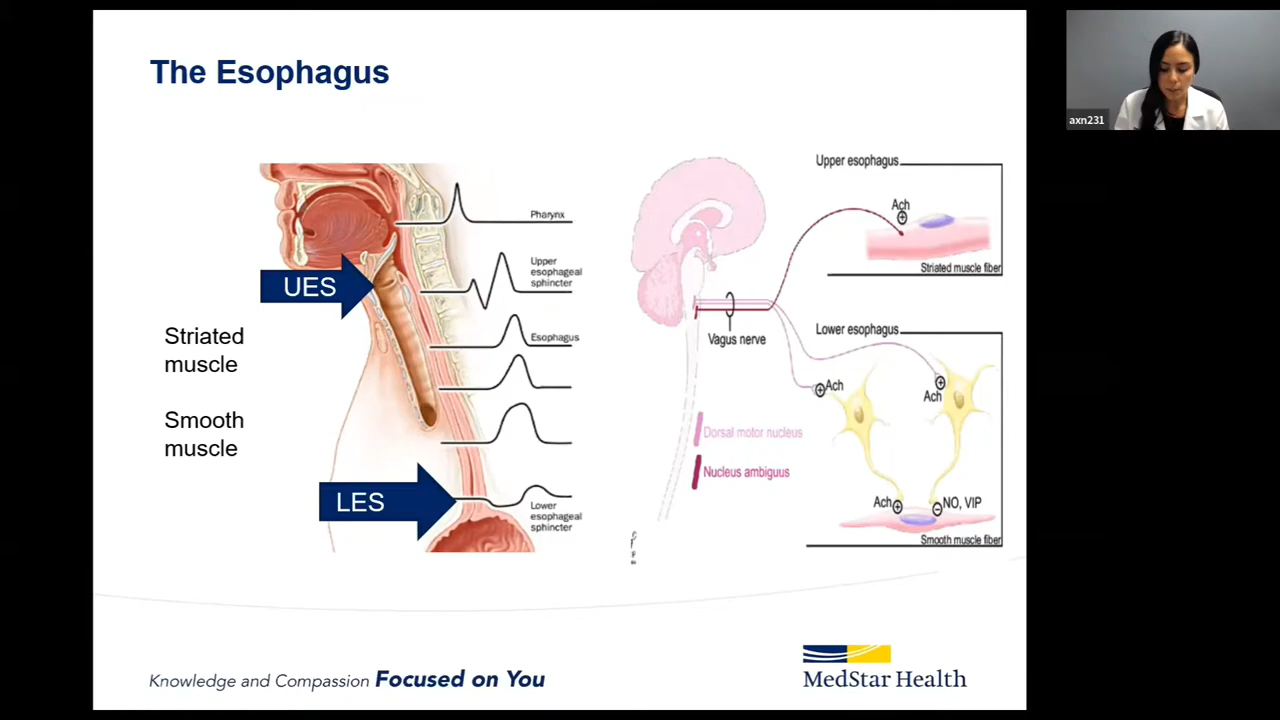 The Esophagus
axn231
UES
Striated
muscle
Smooth
muscle
LES
Pharynx
Upper
esophageal
sphincter
Esophagus
Lower
esophageal
sphincter
Upper esophagus
Ach
+
Striated muscle fiber
Vagus nerve
Lower esophagus
+ Ach
+
Ach
Dorsal motor nucleus
Nucleus ambiguus
Ach +
- NO, VIP
Smooth muscle fiber
Knowledge and Compassion Focused on You
MedStar Health